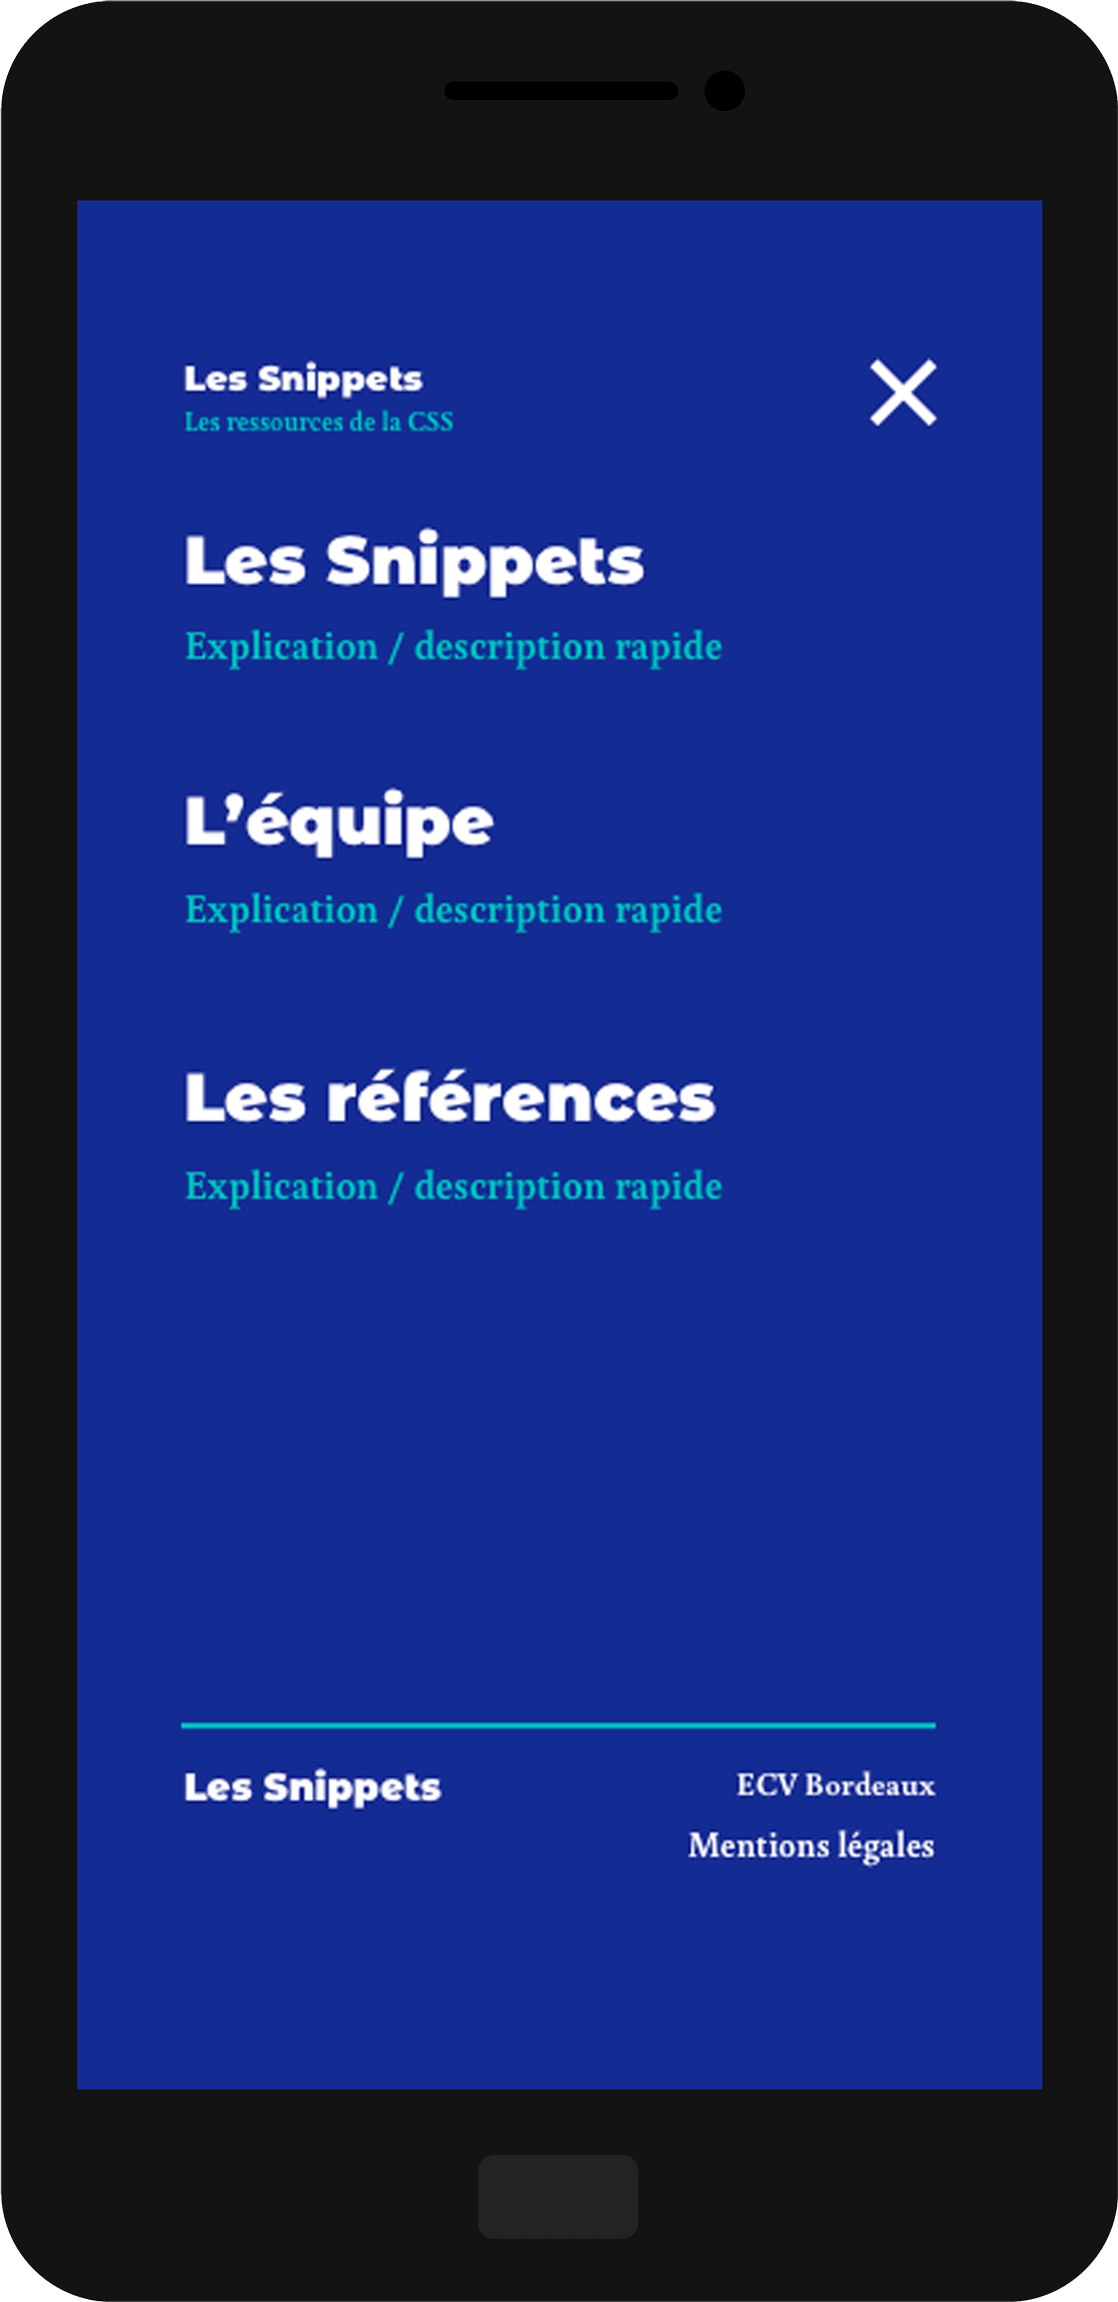 Les Snippets
Les ressources de la CSS
Les Snippets
Explication / description rapide
L’équipe
Explication / description rapide
Les références
Explication / description rapide
Les Snippets
ECV Bordeaux
Mentions légales